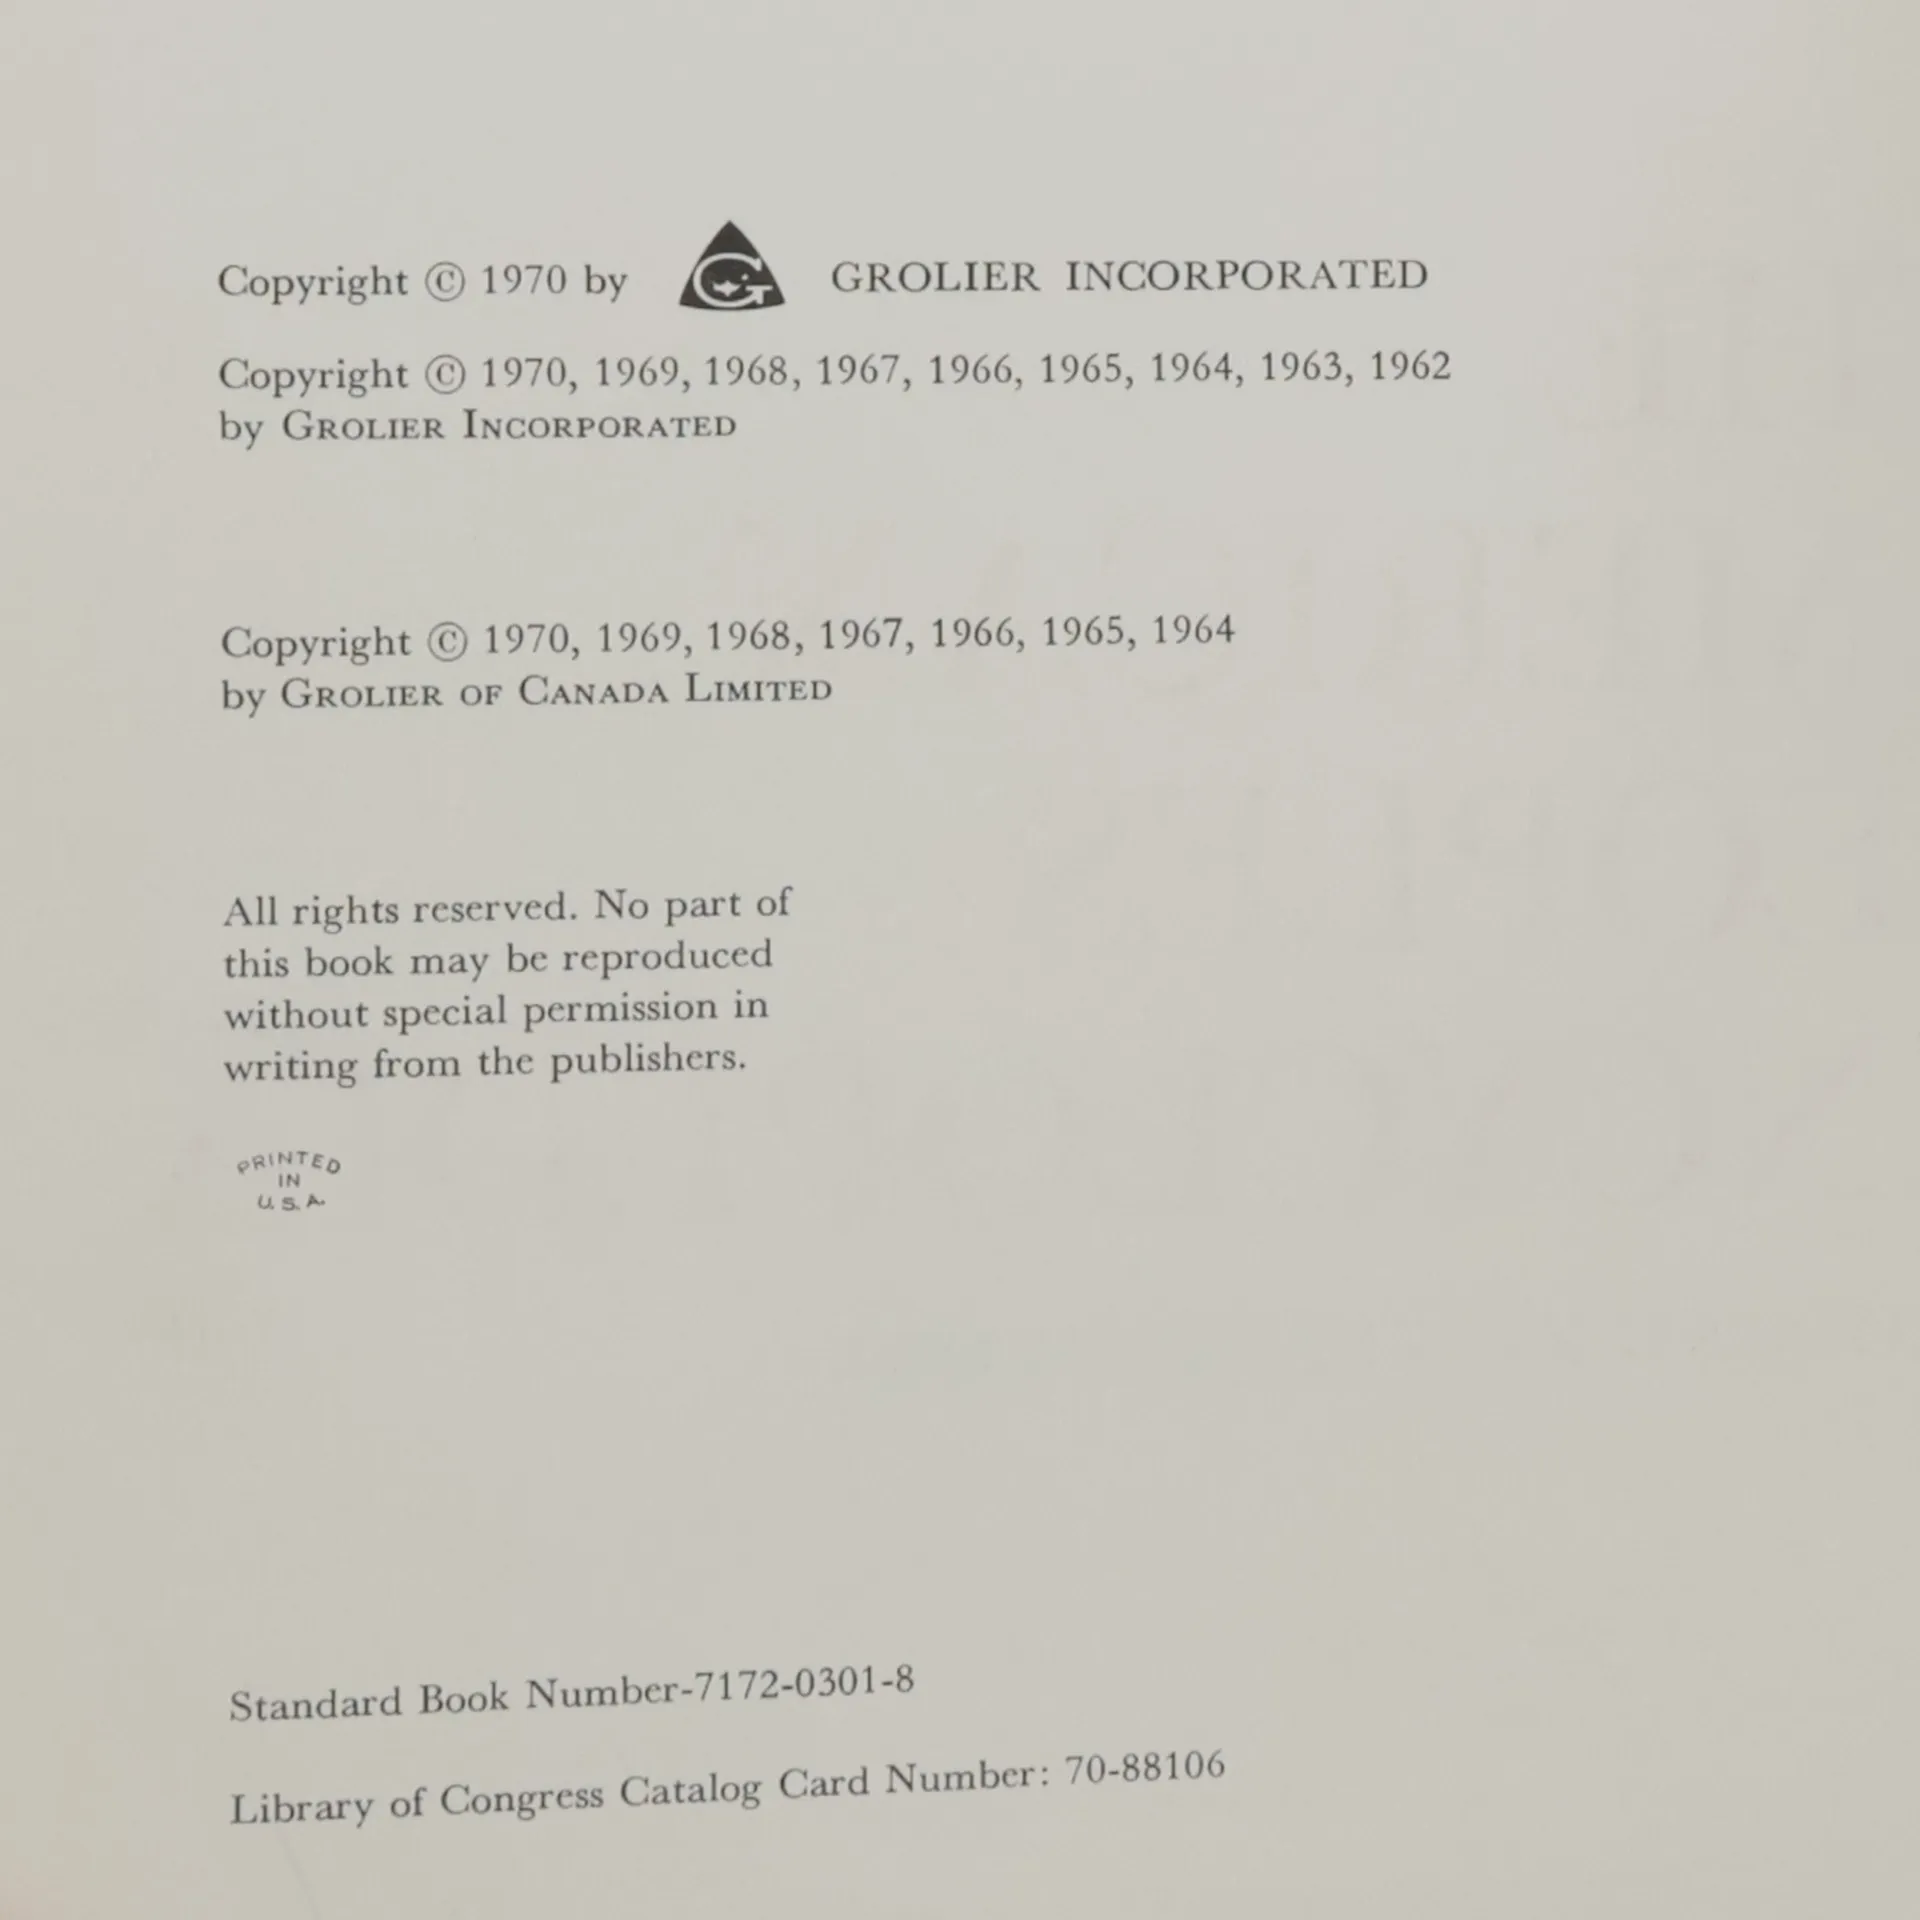 Copyright © 1970 by G GROLIER INCORPORATED
Copyright © 1970, 1969, 1968, 1967, 1966, 1965, 1964, 1963, 1962
by GROLIER INCORPORATED
Copyright © 1970, 1969, 1968, 1967, 1966, 1965, 1964
by GROLIER OF CANADA LIMITED
All rights reserved. No part of
this book may be reproduced
without special permission in
writing from the publishers.
PRINTED
IN
U. S. A.
Standard Book Number-7172-0301-8
Library of Congress Catalog Card Number: 70-88106